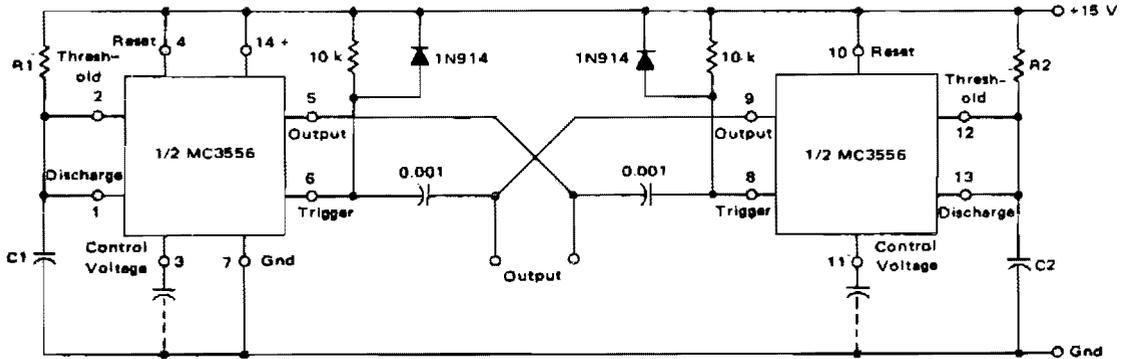 +15 V
R1
Thresh-
old
2
Reset
4
14 +
10 k
1N914
1N914
10 k
10
Reset
R2
Thresh-
old
12
5
Output
9
Output
1/2 MC3556
1/2 MC3556
Discharge
1
6
Trigger
0.001
0.001
8
Trigger
13
Discharge
C1
Control
Voltage
3
7
Gnd
Output
11
Control
Voltage
C2
Gnd